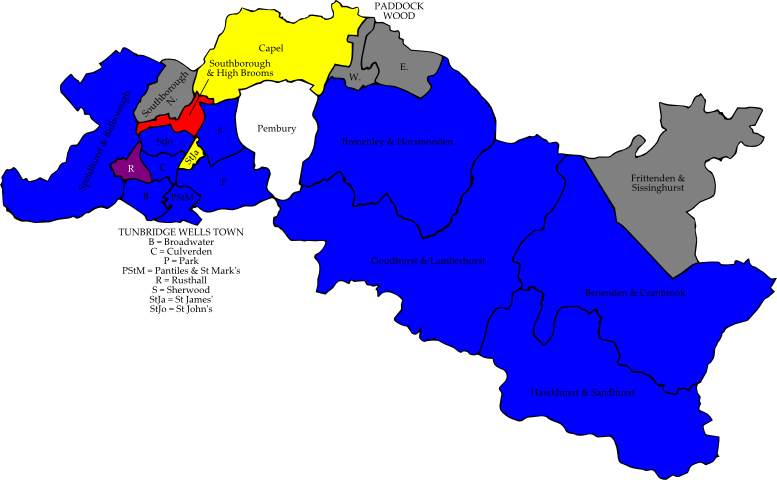 PADDOCK
WOOD
Capel
Southborough
& High Brooms
W.
E.
Southborough
N.
Speldhurst & Bidborough
StJo
S
StJa
Pembury
Brenchley & Horsmonden
R
C
P
B
PStM
Frittenden &
Sissinghurst
TUNBRIDGE WELLS TOWN
B = Broadwater
C = Culverden
P = Park
PStM = Pantiles & St Mark's
R = Rusthall
S = Sherwood
StJa = St James'
StJo = St John's
Goudhurst & Lamberhurst
Benenden & Cranbrook
Hawkhurst & Sandhurst